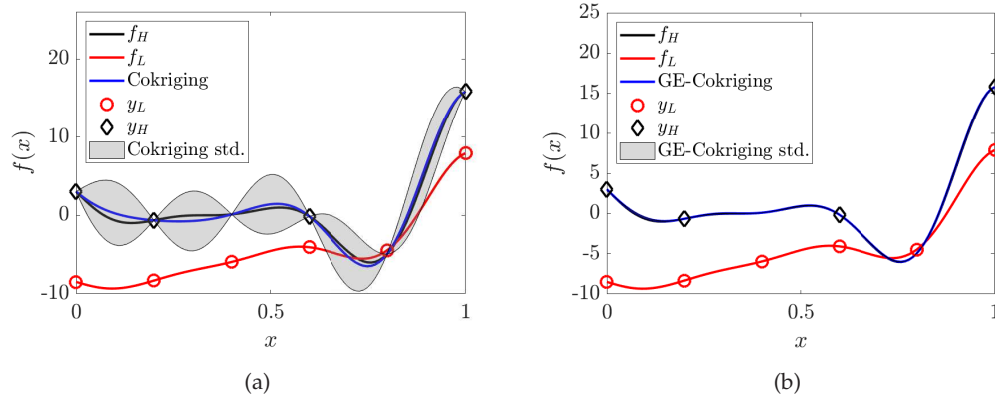 f_H
f_L
Cokriging
y_L
y_H
Cokriging std.
20
10
0
-10
0
0.5
1
f(x)
x
(a)
f_H
f_L
GE-Cokriging
y_L
y_H
GE-Cokriging std.
25
20
15
10
5
0
-5
-10
0
0.5
1
f(x)
x
(b)